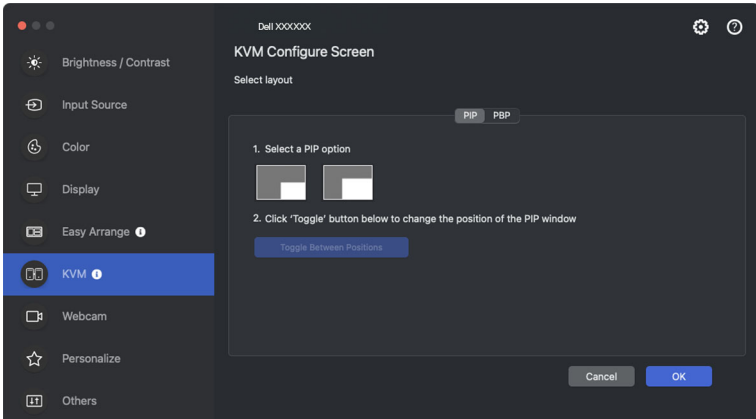 Dell XXXXXX
KVM Configure Screen
Select layout
Brightness / Contrast
Input Source
Color
Display
Easy Arrange
KVM
Webcam
Personalize
Others
PIP PBP
1. Select a PIP option
2. Click ‘Toggle’ button below to change the position of the PIP window
Toggle Between Positions
Cancel OK